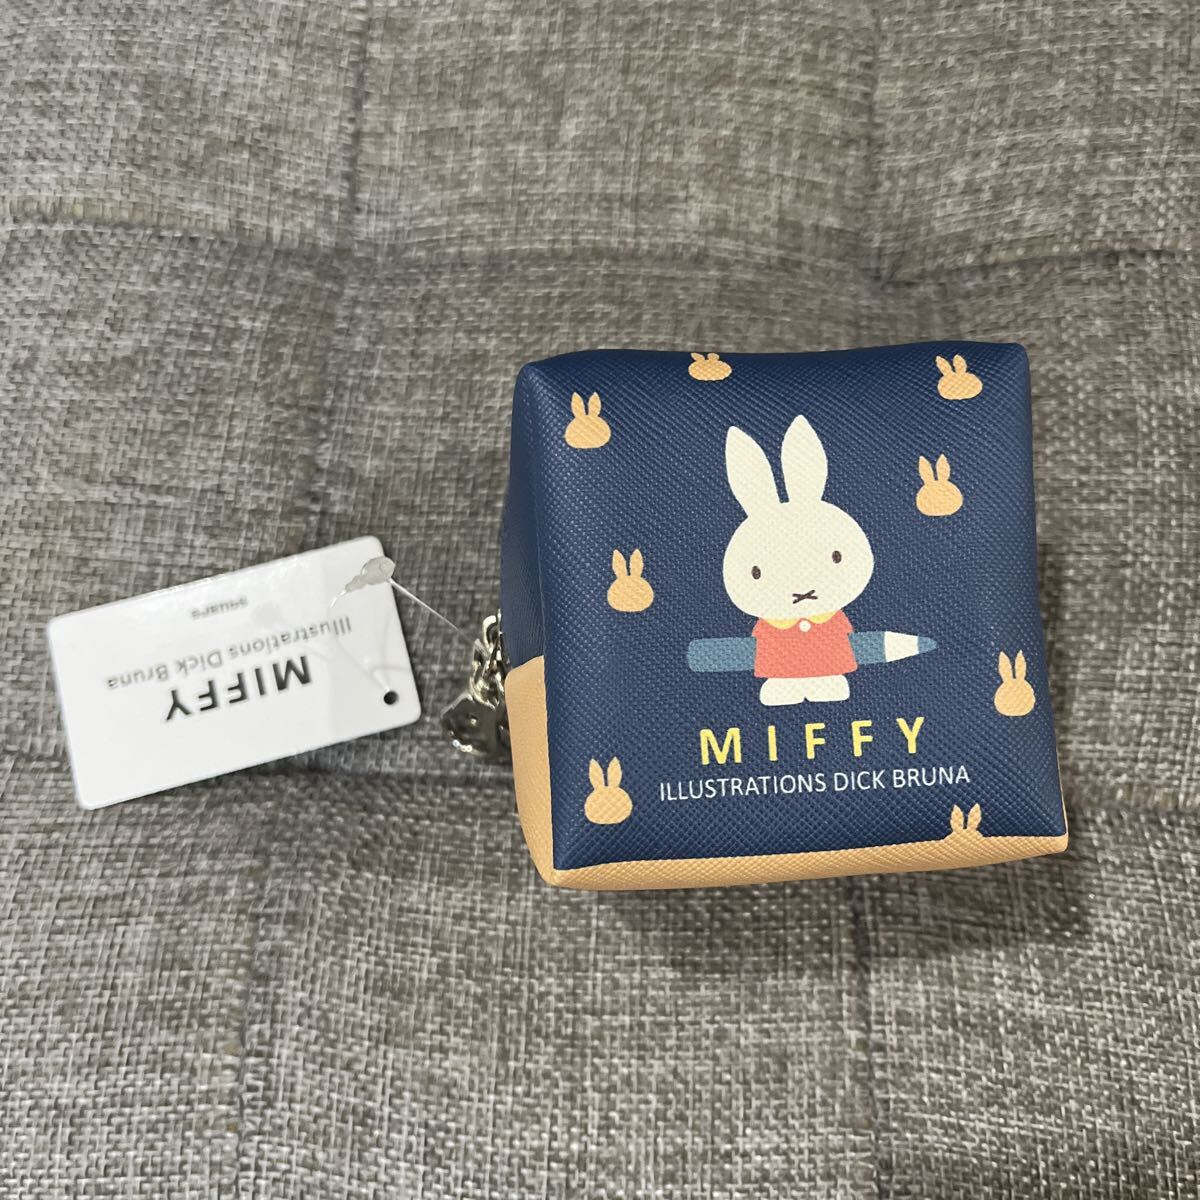 MIFFY
Illustrations Dick Bruna
square
MIFFY
ILLUSTRATIONS DICK BRUNA